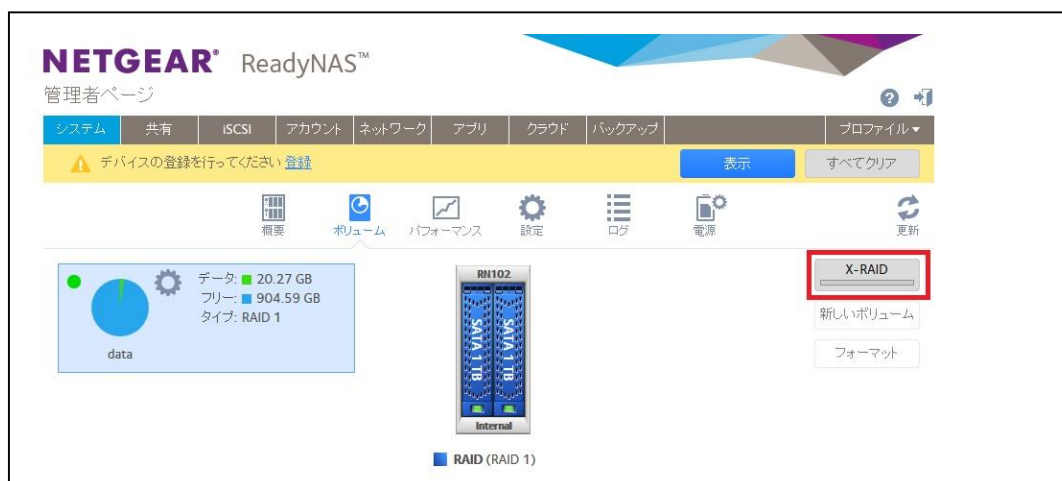 NETGEAR® ReadyNAS™
管理者ページ
システム 共有 iSCSI アカウント ネットワーク アプリ クラウド バックアップ プロファイル▼
デバイスの登録を行ってください 登録 表示 すべてクリア
概要 ボリューム パフォーマンス 設定 ログ 電源 更新
データ: 20.27 GB
フリー: 904.59 GB
タイプ: RAID 1
data
RN102
SATA 1 TB SATA 1 TB
Internal
RAID (RAID 1)
X-RAID
新しいボリューム
フォーマット